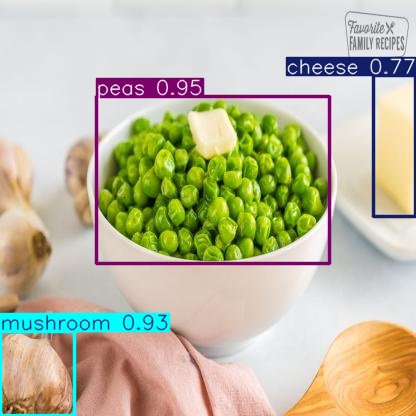 Favorite
FAMILY RECIPES
cheese 0.77
peas 0.95
mushroom 0.93